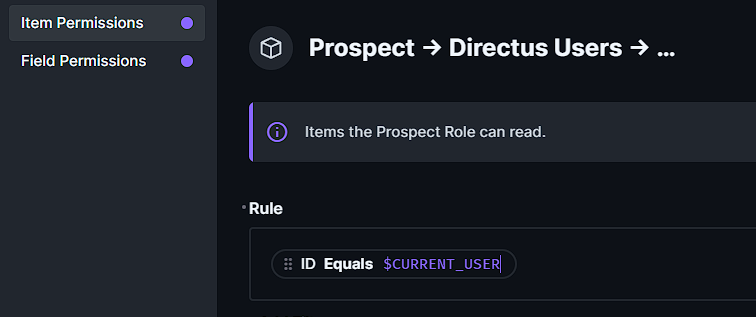 Item Permissions
Field Permissions
Prospect → Directus Users → ...
Items the Prospect Role can read.
Rule
ID Equals $CURRENT_USER